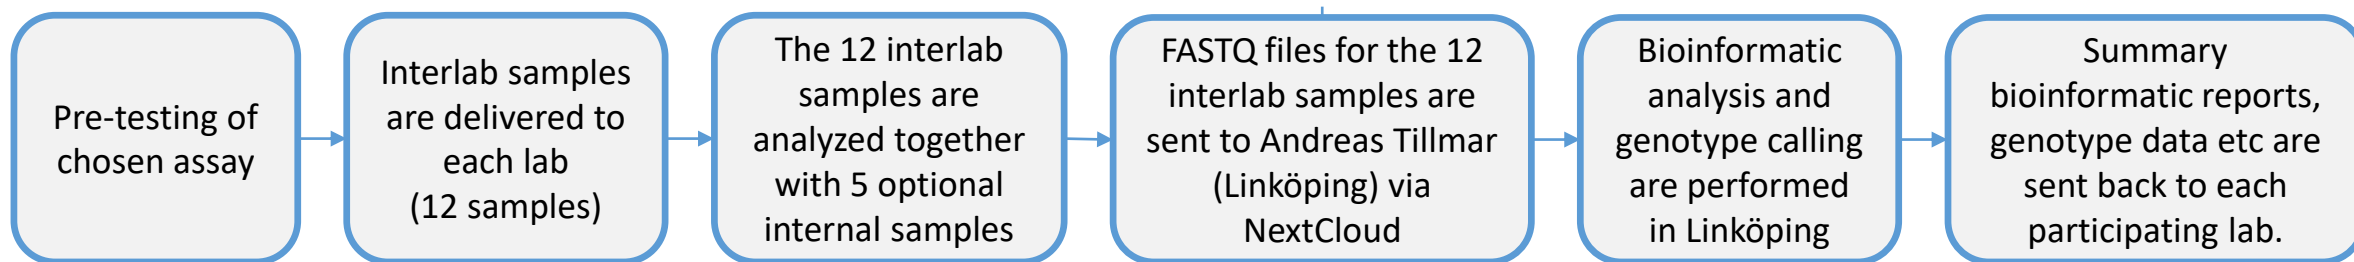 Pre-testing of
chosen assay
Interlab samples
are delivered to
each lab
(12 samples)
The 12 interlab
samples are
analyzed together
with 5 optional
internal samples
FASTQ files for the 12
interlab samples are
sent to Andreas Tillmar
(Linköping) via
NextCloud
Bioinformatic
analysis and
genotype calling
are performed
in Linköping
Summary
bioinformatic reports,
genotype data etc are
sent back to each
participating lab.